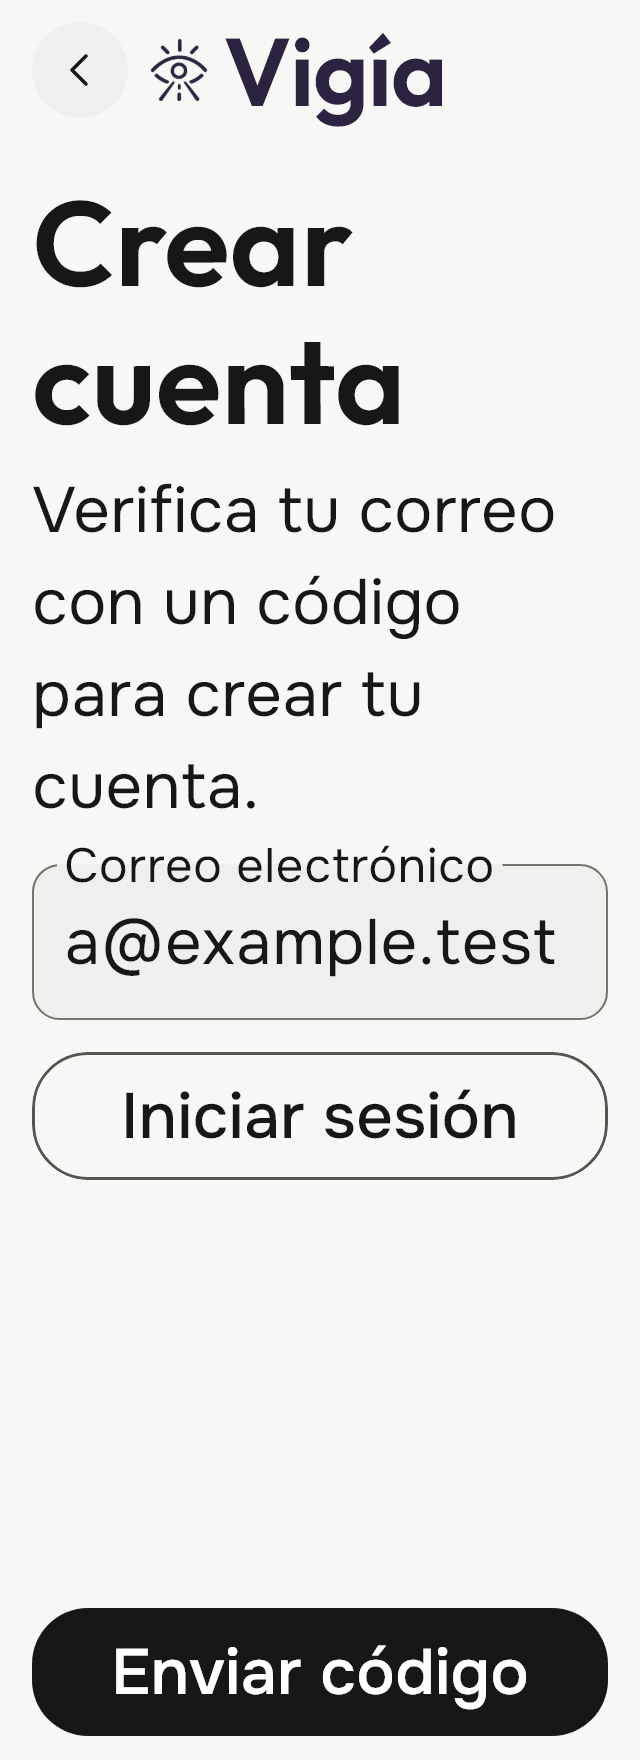 Vigía
Crear
cuenta
Verifica tu correo
con un código
para crear tu
cuenta.
Correo electrónico
a@example.test
Iniciar sesión
Enviar código